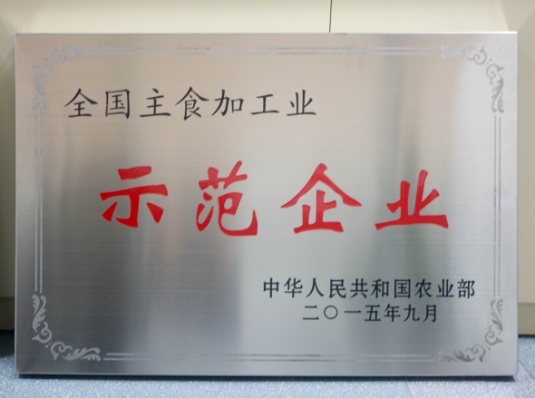 全国主食加工业
示范企业
中华人民共和国农业部
二〇一五年九月